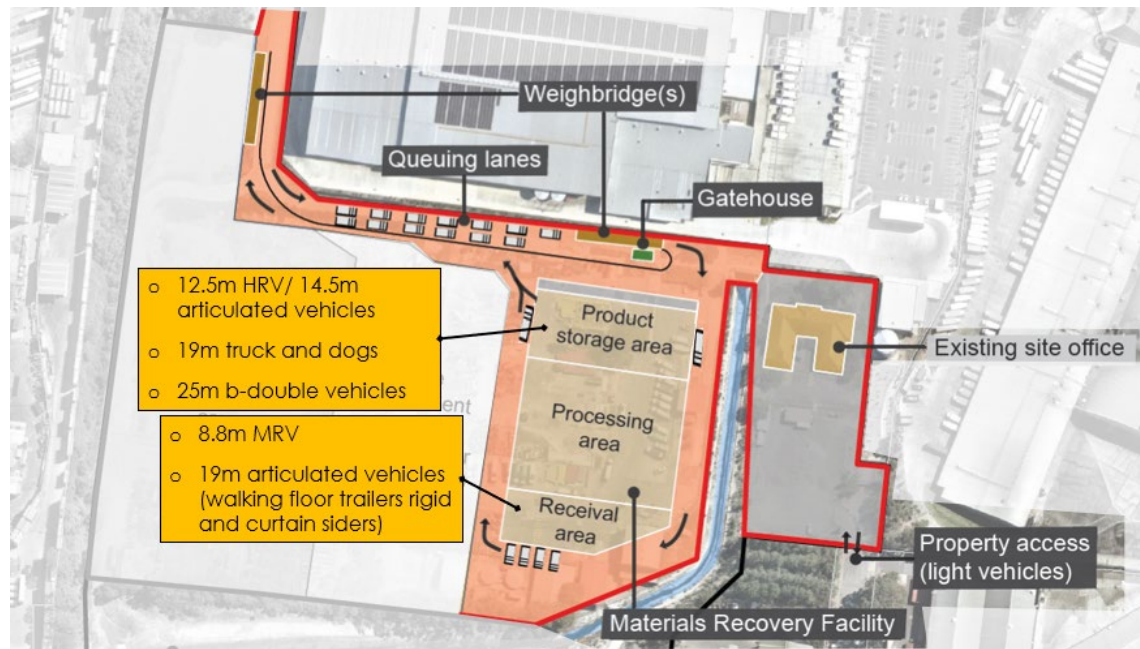 Weighbridge(s)
Queuing lanes
Gatehouse
o 12.5m HRV/ 14.5m
articulated vehicles
o 19m truck and dogs
o 25m b-double vehicles
Product
storage area
Existing site office
ent
o 8.8m MRV
o 19m articulated vehicles
(walking floor trailers rigid
and curtain siders)
Processing
area
Receival
area
Property access
(light vehicles)
Materials Recovery Facility